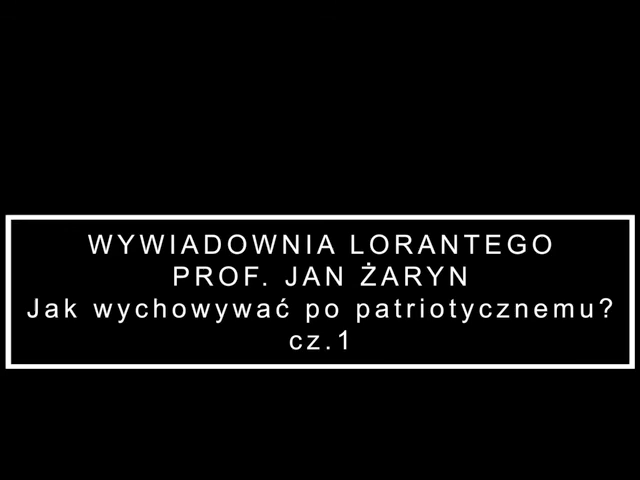 WYWIADOWNIA LORANTEGO
PROF. JAN ŻARYN
Jak wychowywać po patriotycznemu?
cz.1